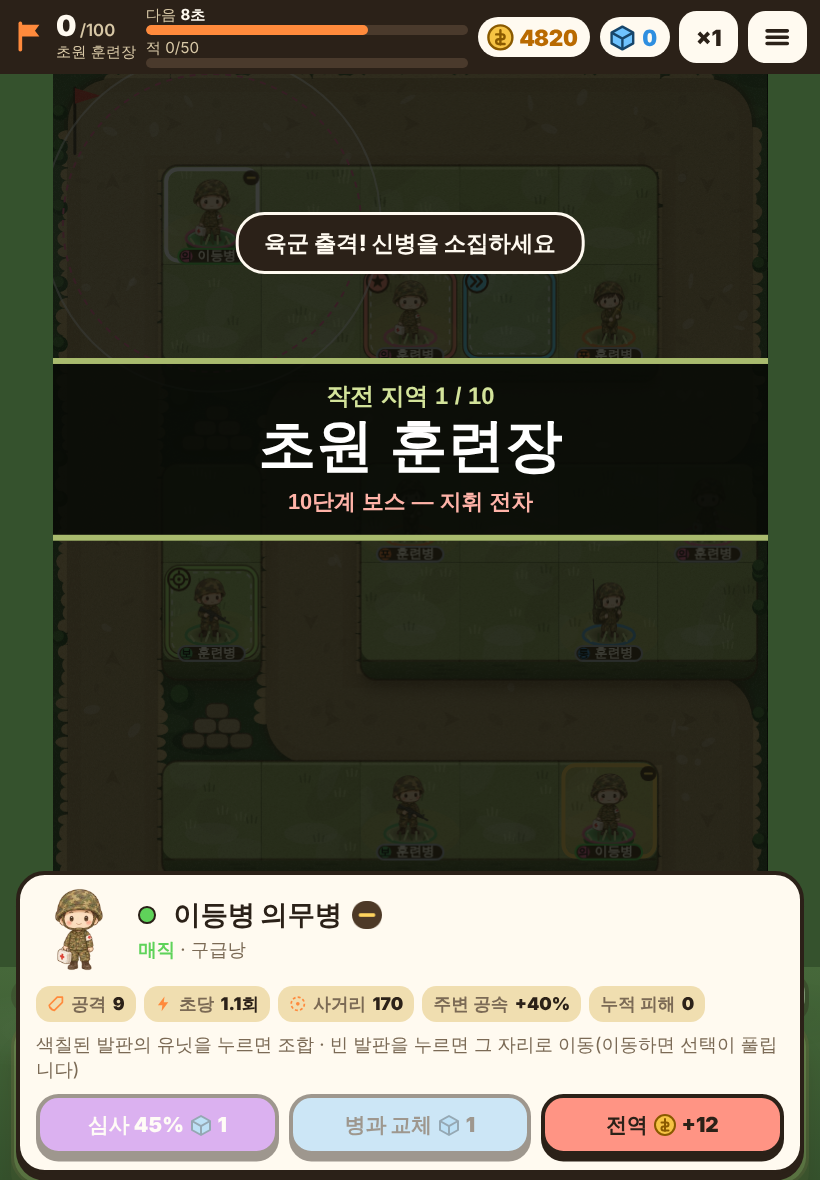 0 /100
초원 훈련장
다음 8초
적 0/50
4820
0
×1
이등병
육군 출격! 신병을 소집하세요
훈련병
훈련병
작전 지역 1 / 10
초원 훈련장
10단계 보스 — 지휘 전차
훈련병
훈련병
훈련병
훈련병
훈련병
이등병
이등병 의무병
매직 · 구급낭
공격 9
초당 1.1회
사거리 170
주변 공속 +40%
누적 피해 0
색칠된 발판의 유닛을 누르면 조합 · 빈 발판을 누르면 그 자리로 이동(이동하면 선택이 풀립
니다)
심사 45% 1
병과 교체 1
전역 +12